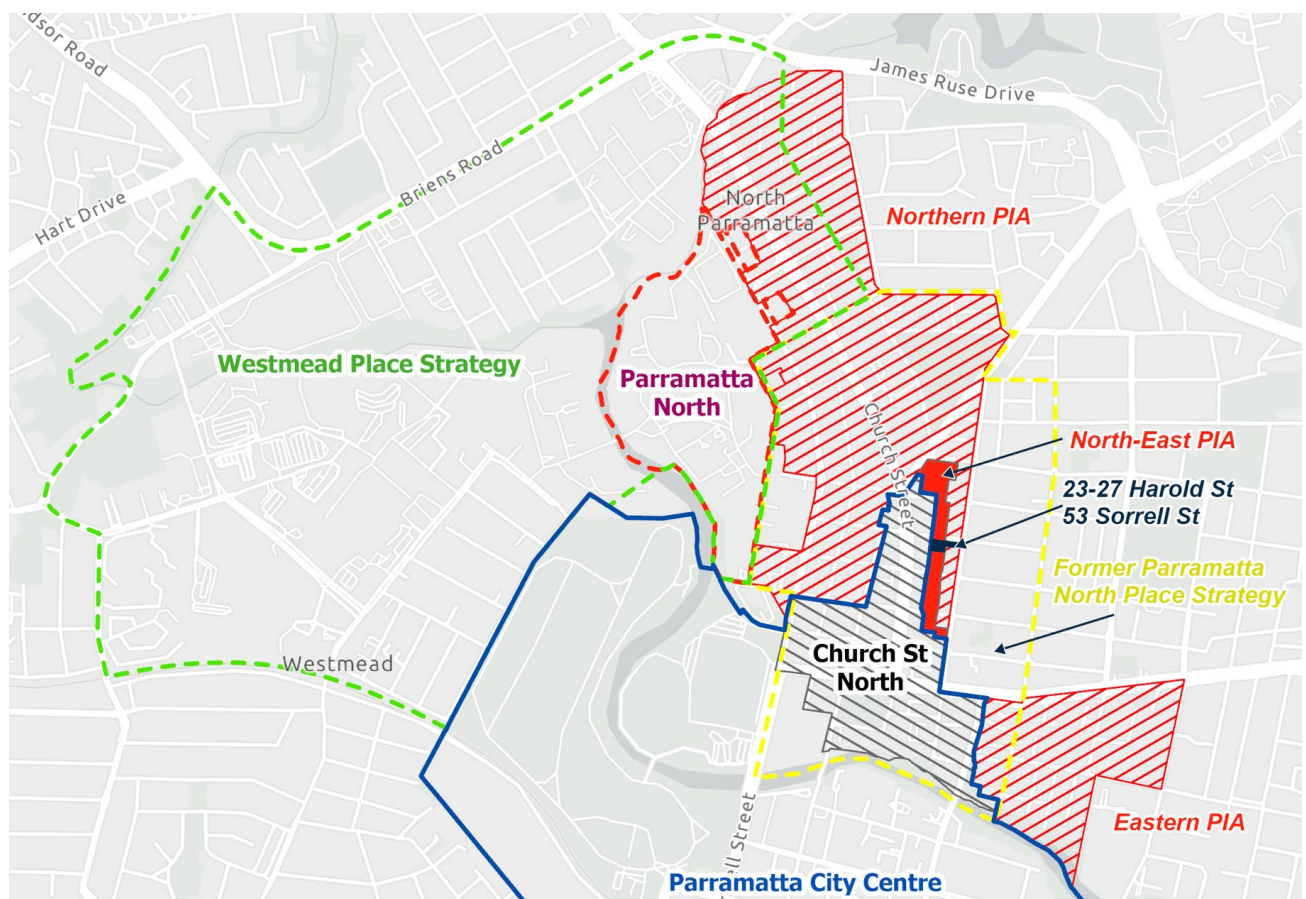 dsor Road
James Ruse Drive
Briens Road
Hart Drive
North
Parramatta
Northern PIA
Westmead Place Strategy
Parramatta
North
Church Street
North-East PIA
23-27 Harold St
53 Sorrell St
Former Parramatta
North Place Strategy
Westmead
Church St
North
ell Street
Eastern PIA
Parramatta City Centre